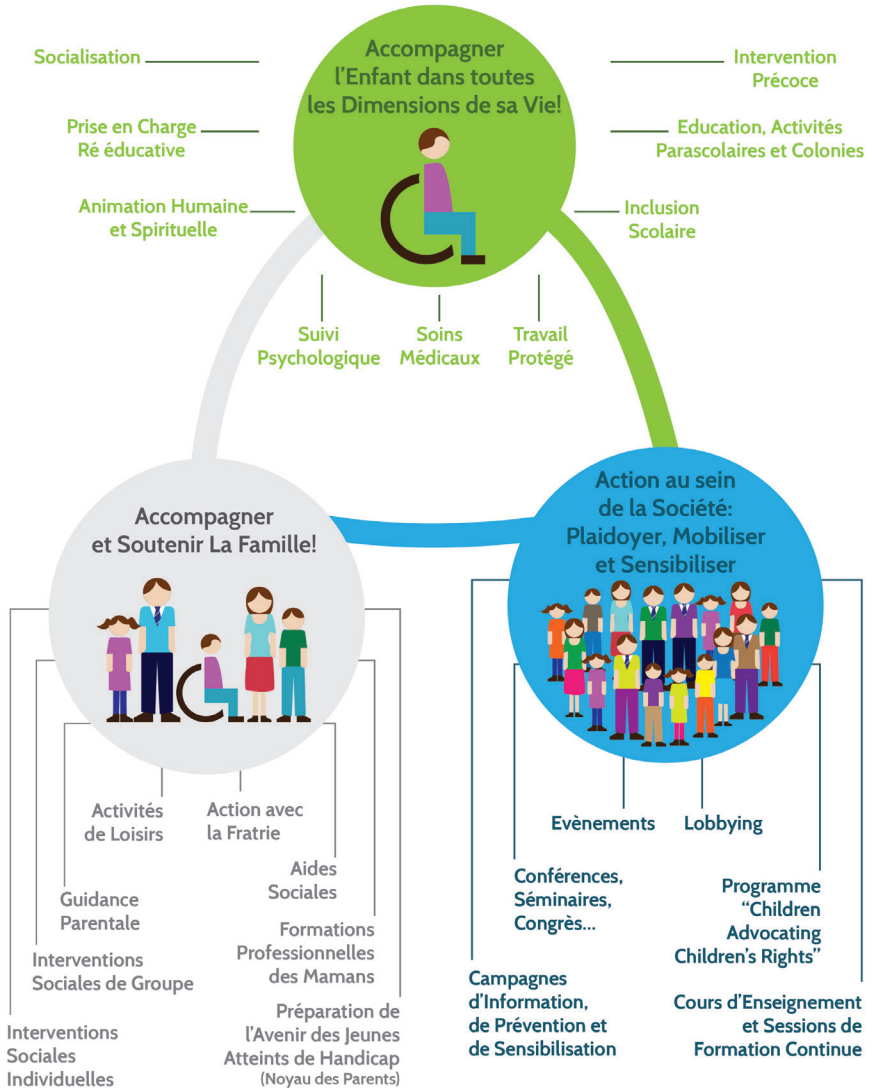 Accompagner
l'Enfant dans toutes
les Dimensions de sa Vie!
Socialisation
Prise en Charge
Ré éducative
Animation Humaine
et Spirituelle
Intervention
Précoce
Education, Activités
Parascolaires et Colonies
Inclusion
Scolaire
Suivi
Psychologique
Soins
Médicaux
Travail
Protégé
Accompagner
et Soutenir La Famille!
Activités
de Loisirs
Action avec
la Fratrie
Guidance
Parentale
Aides
Sociales
Interventions
Sociales de Groupe
Formations
Professionnelles
des Mamans
Interventions
Sociales
Individuelles
Préparation de
l'Avenir des Jeunes
Atteints de Handicap
(Noyau des Parents)
Action au sein
de la Société:
Plaidoyer, Mobiliser
et Sensibiliser
Evènements
Lobbying
Conférences,
Séminaires,
Congrès...
Programme
“Children
Advocating
Children's Rights”
Campagnes
d'Information,
de Prévention et
de Sensibilisation
Cours d'Enseignement
et Sessions de
Formation Continue